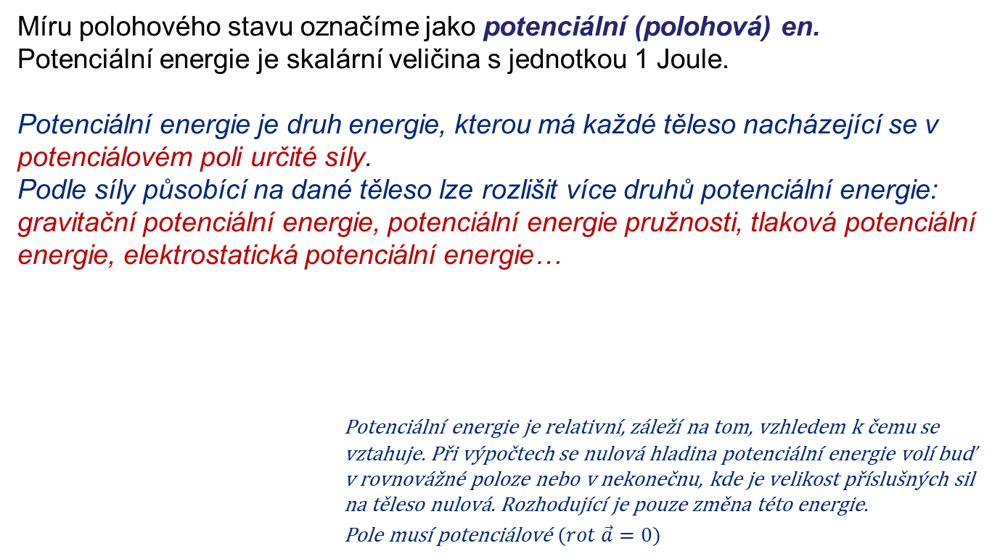 Míru polohového stavu označíme jako potenciální (polohová) en.
Potenciální energie je skalární veličina s jednotkou 1 Joule.
Potenciální energie je druh energie, kterou má každé těleso nacházející se v
potenciálovém poli určité síly.
Podle síly působící na dané těleso lze rozlišit více druhů potenciální energie:
gravitační potenciální energie, potenciální energie pružnosti, tlaková potenciální
energie, elektrostatická potenciální energie…
Potenciální energie je relativní, záleží na tom, vzhledem k čemu se
vztahuje. Při výpočtech se nulová hladina potenciální energie volí buď
v rovnovážné poloze nebo v nekonečnu, kde je velikost příslušných sil
na těleso nulová. Rozhodující je pouze změna této energie.
Pole musí potenciálové (rot a⃗ = 0)